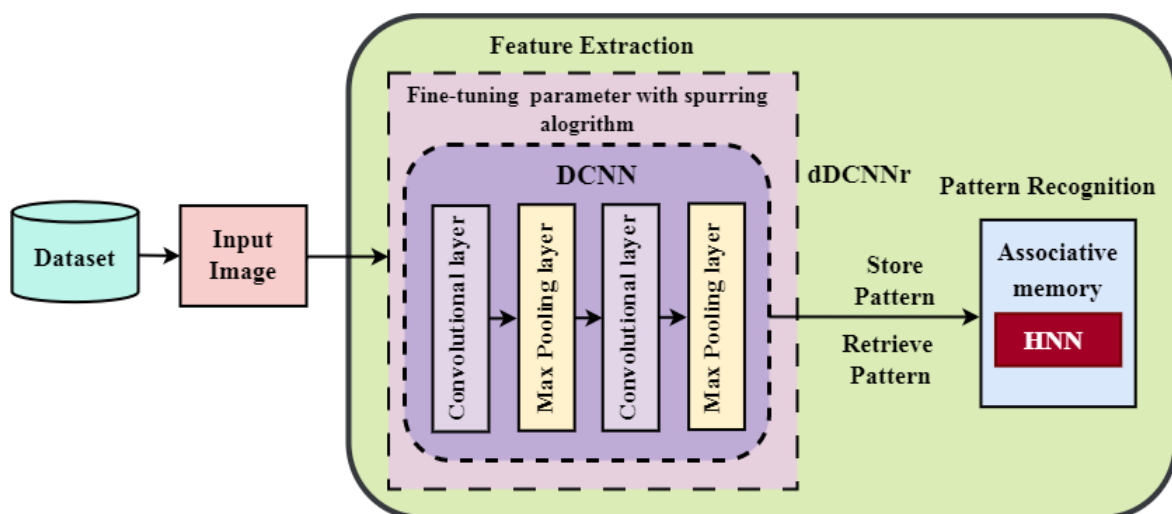 Feature Extraction
Fine-tuning parameter with spurring
alogrithm
DCNN
dDCNNr
Pattern Recognition
Dataset
Input
Image
Convolutional layer
Max Pooling layer
Convolutional layer
Max Pooling layer
Store
Pattern
Retrieve
Pattern
Associative
memory
HNN